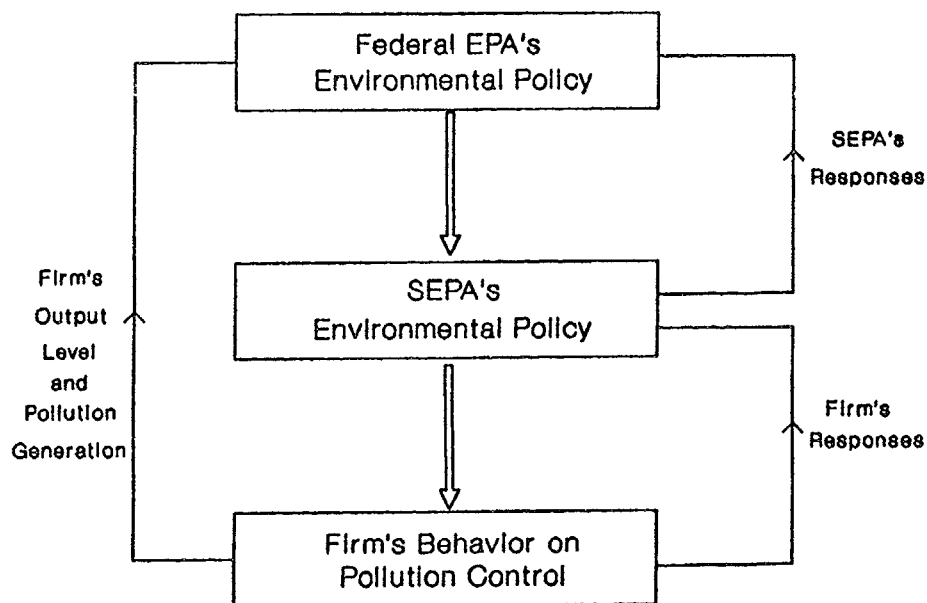 Federal EPA's
Environmental Policy
SEPA's
Responses
SEPA's
Environmental Policy
Firm's
Output
Level
and
Pollution
Generation
Firm's
Responses
Firm's Behavior on
Pollution Control